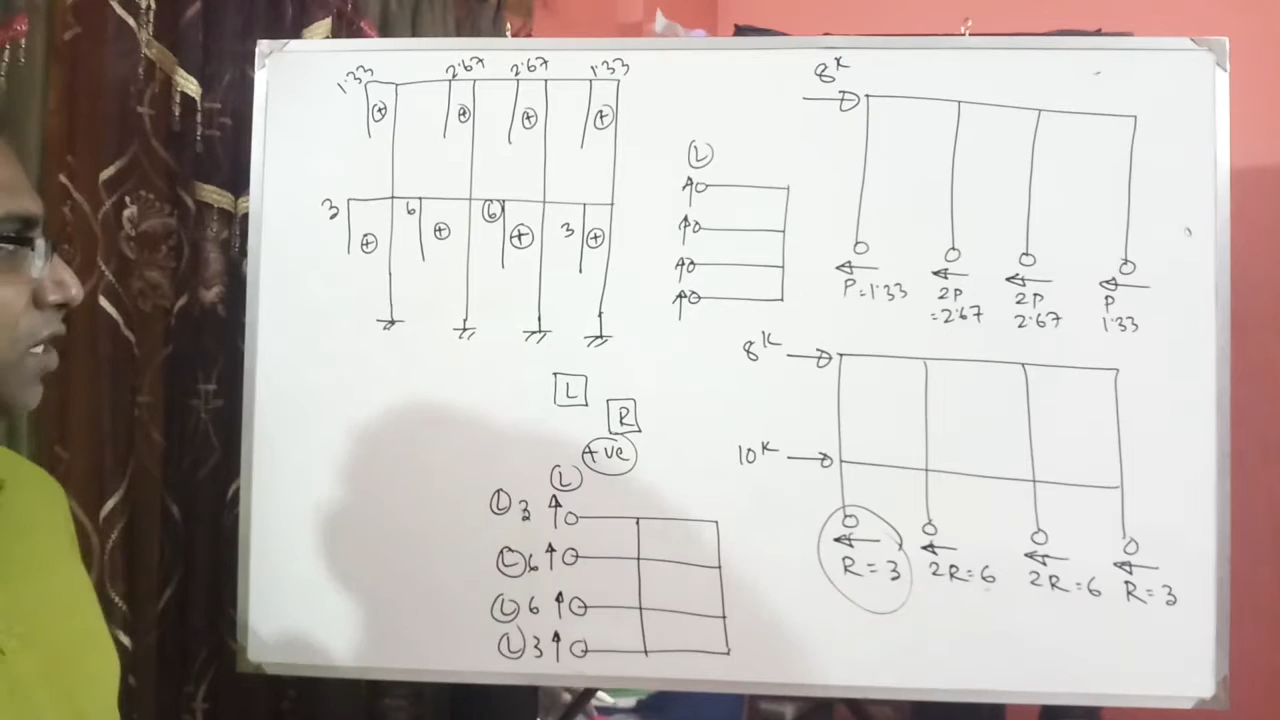 1.33 2.67 2.67 1.33
+ + + +
3 6 6 3
+ + + +
L
8K
P=1.33
2P
=2.67
2P
2.67
P
1.33
L
R
+ve
L
L 3
L 6
L 6
L 3
8K
10K
R=3
2R=6
2R=6
R=3